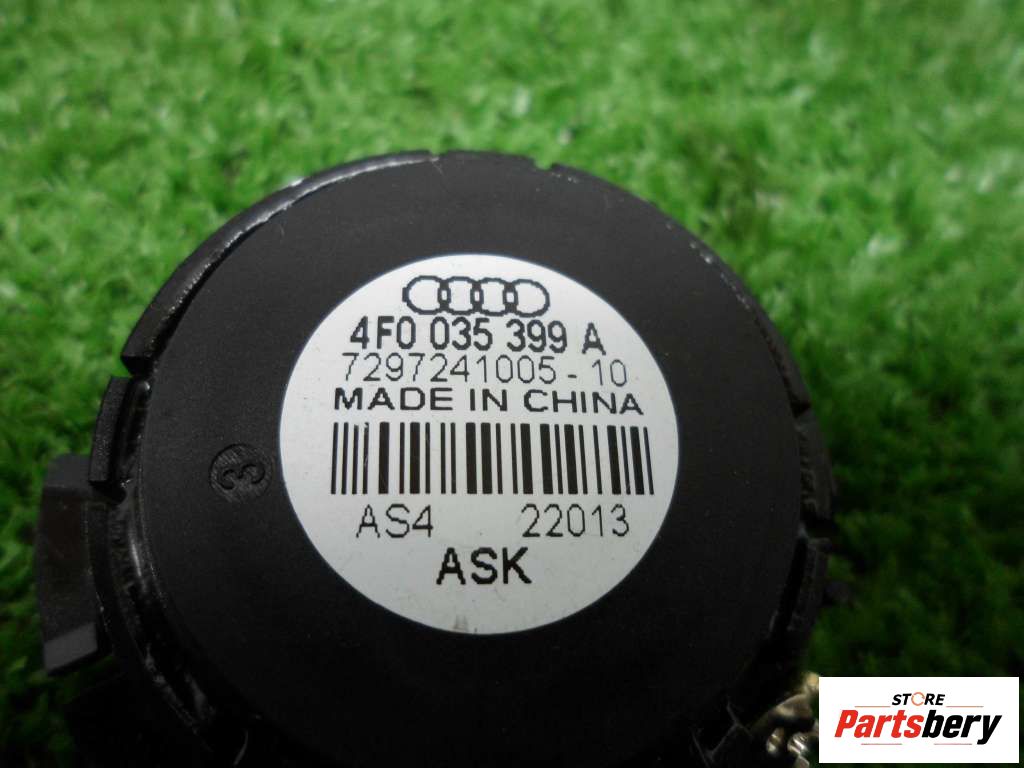 4F0 035 399 A
7297241005-10
MADE IN CHINA
AS4 22013
ASK
3
STORE
Partsbery